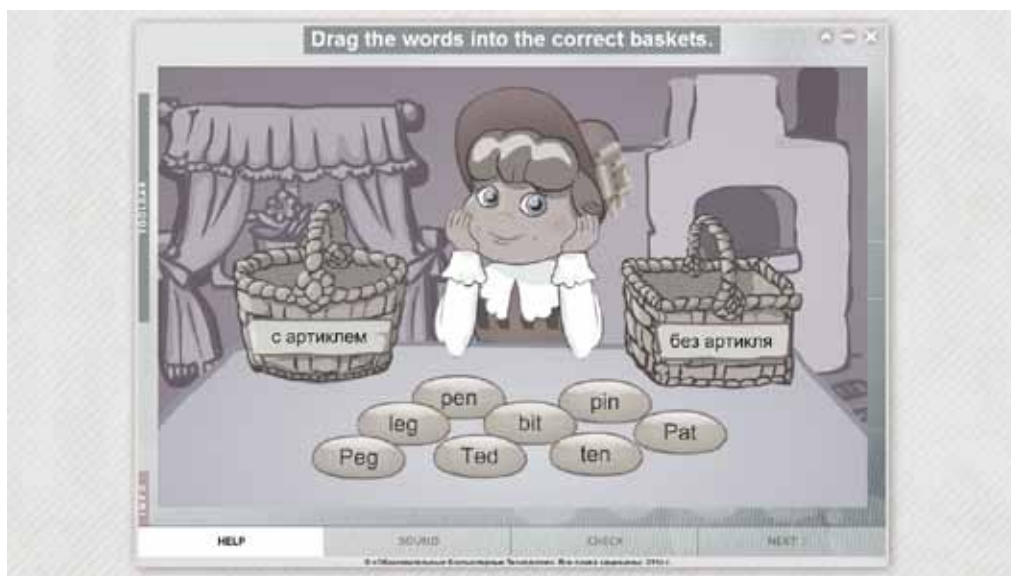 Drag the words into the correct baskets.
с артиклем
без артикля
pen
pin
leg
bit
Pat
Peg
Ted
ten
HELP
SOUND
CHECK
NEXT